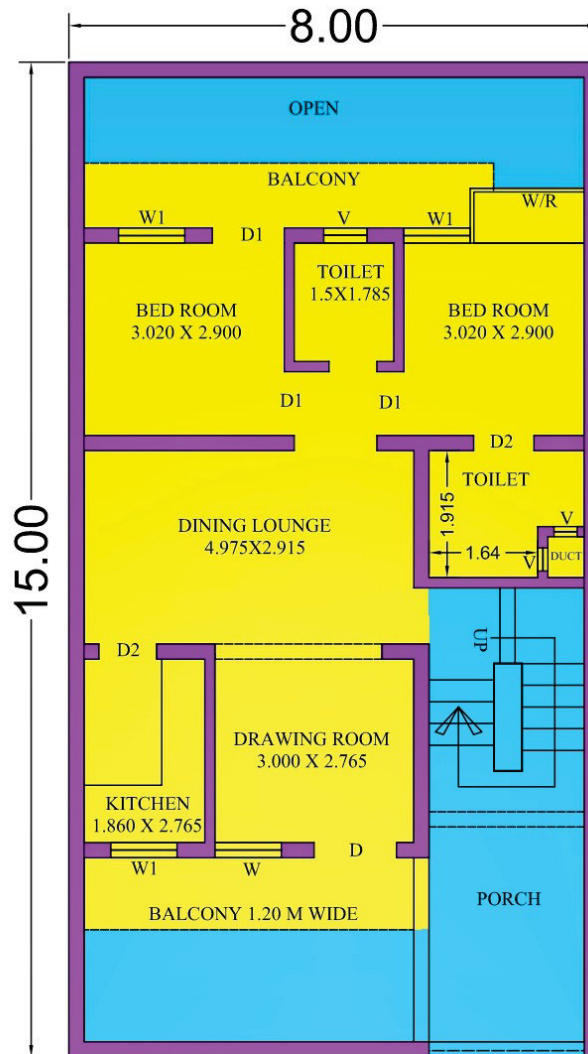 8.00
15.00
OPEN
BALCONY
W/R
W1
D1
V
W1
TOILET
1.5X1.785
BED ROOM
3.020 X 2.900
BED ROOM
3.020 X 2.900
D1
D1
D2
TOILET
1.915
1.64
V
V
DUCT
DINING LOUNGE
4.975X2.915
UP
D2
DRAWING ROOM
3.000 X 2.765
KITCHEN
1.860 X 2.765
W1
W
D
BALCONY 1.20 M WIDE
PORCH